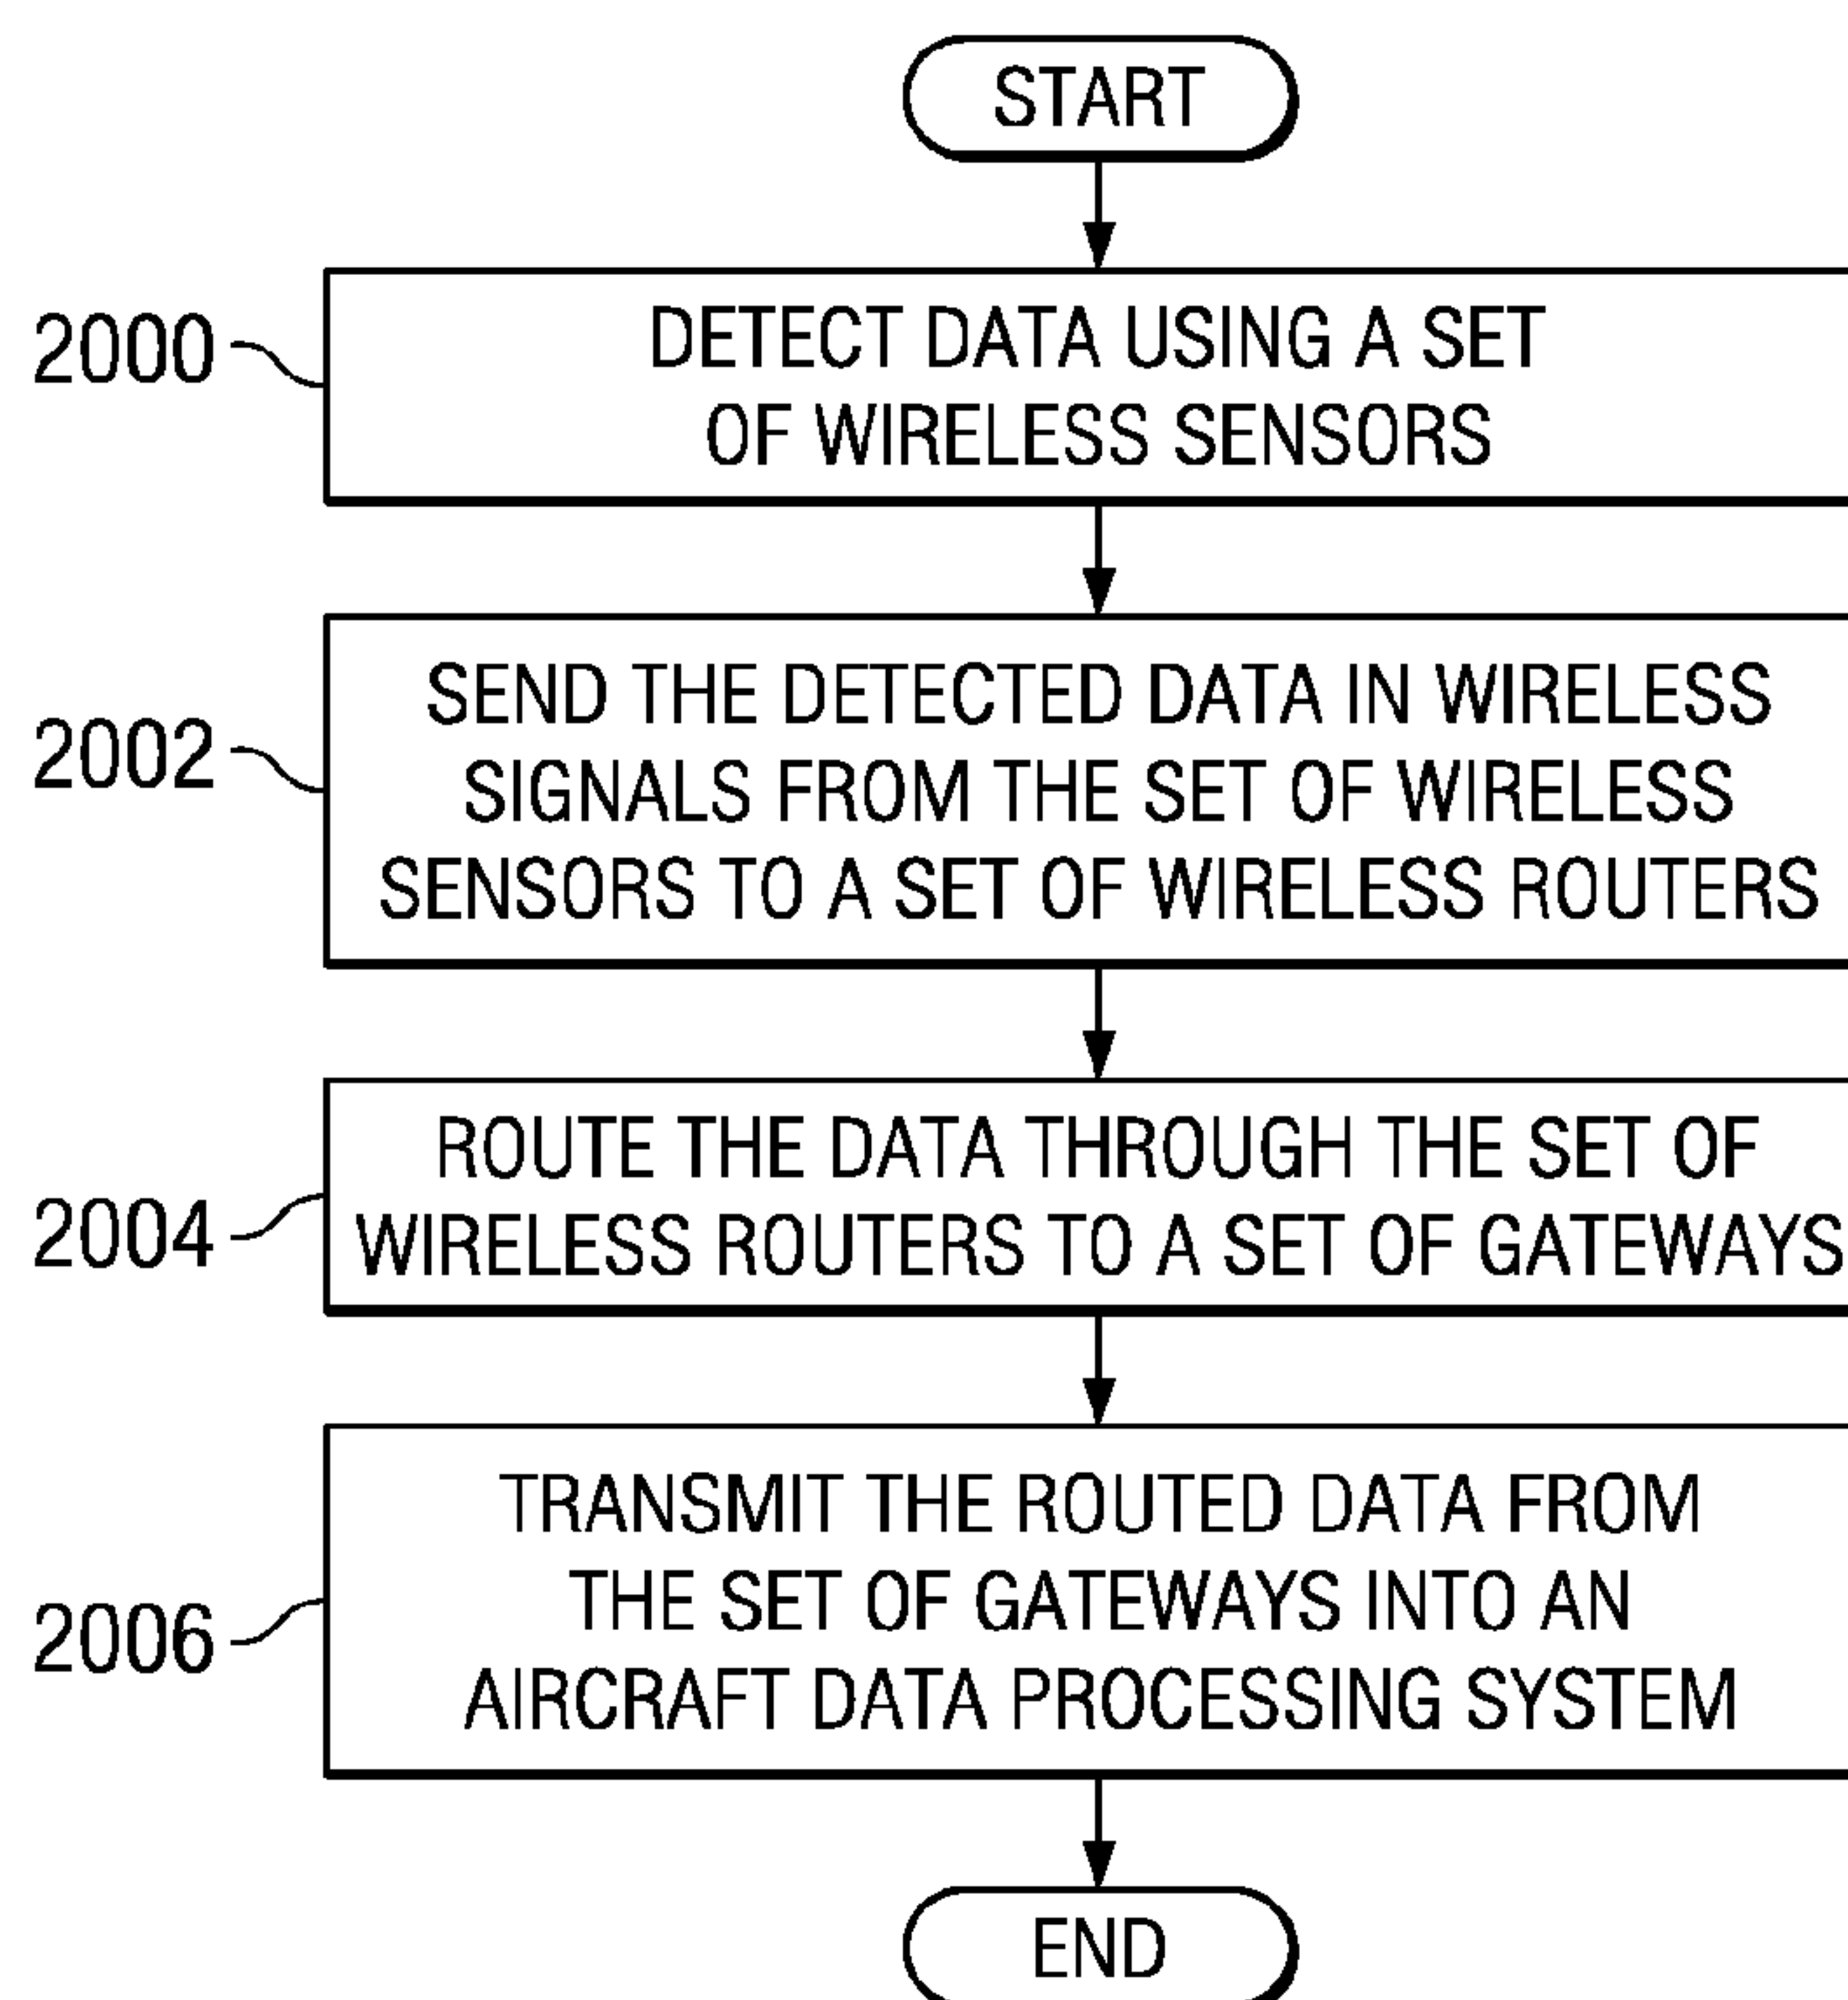 START
2000
DETECT DATA USING A SET
OF WIRELESS SENSORS
2002
SEND THE DETECTED DATA IN WIRELESS
SIGNALS FROM THE SET OF WIRELESS
SENSORS TO A SET OF WIRELESS ROUTERS
2004
ROUTE THE DATA THROUGH THE SET OF
WIRELESS ROUTERS TO A SET OF GATEWAYS
2006
TRANSMIT THE ROUTED DATA FROM
THE SET OF GATEWAYS INTO AN
AIRCRAFT DATA PROCESSING SYSTEM
END